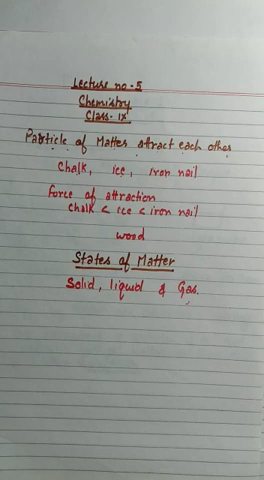 Lecture no-5
Chemistry
Class-IX
Particle of Matter attract each other
Chalk, ice, iron nail
force of attraction
Chalk < ice < iron nail
wood
States of Matter
Solid, liquid & Gas.